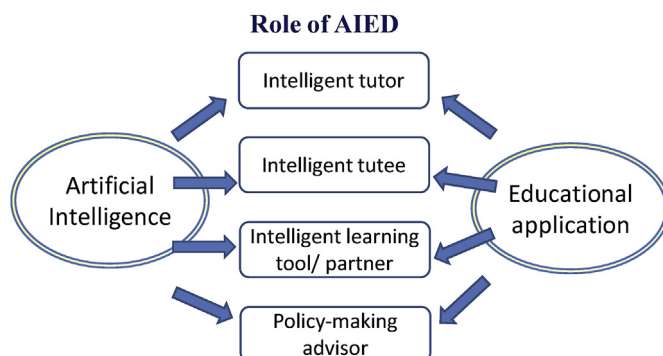 Role of AIED
Intelligent tutor
Intelligent tutee
Artificial
Intelligence
Educational
application
Intelligent learning
tool/ partner
Policy-making
advisor